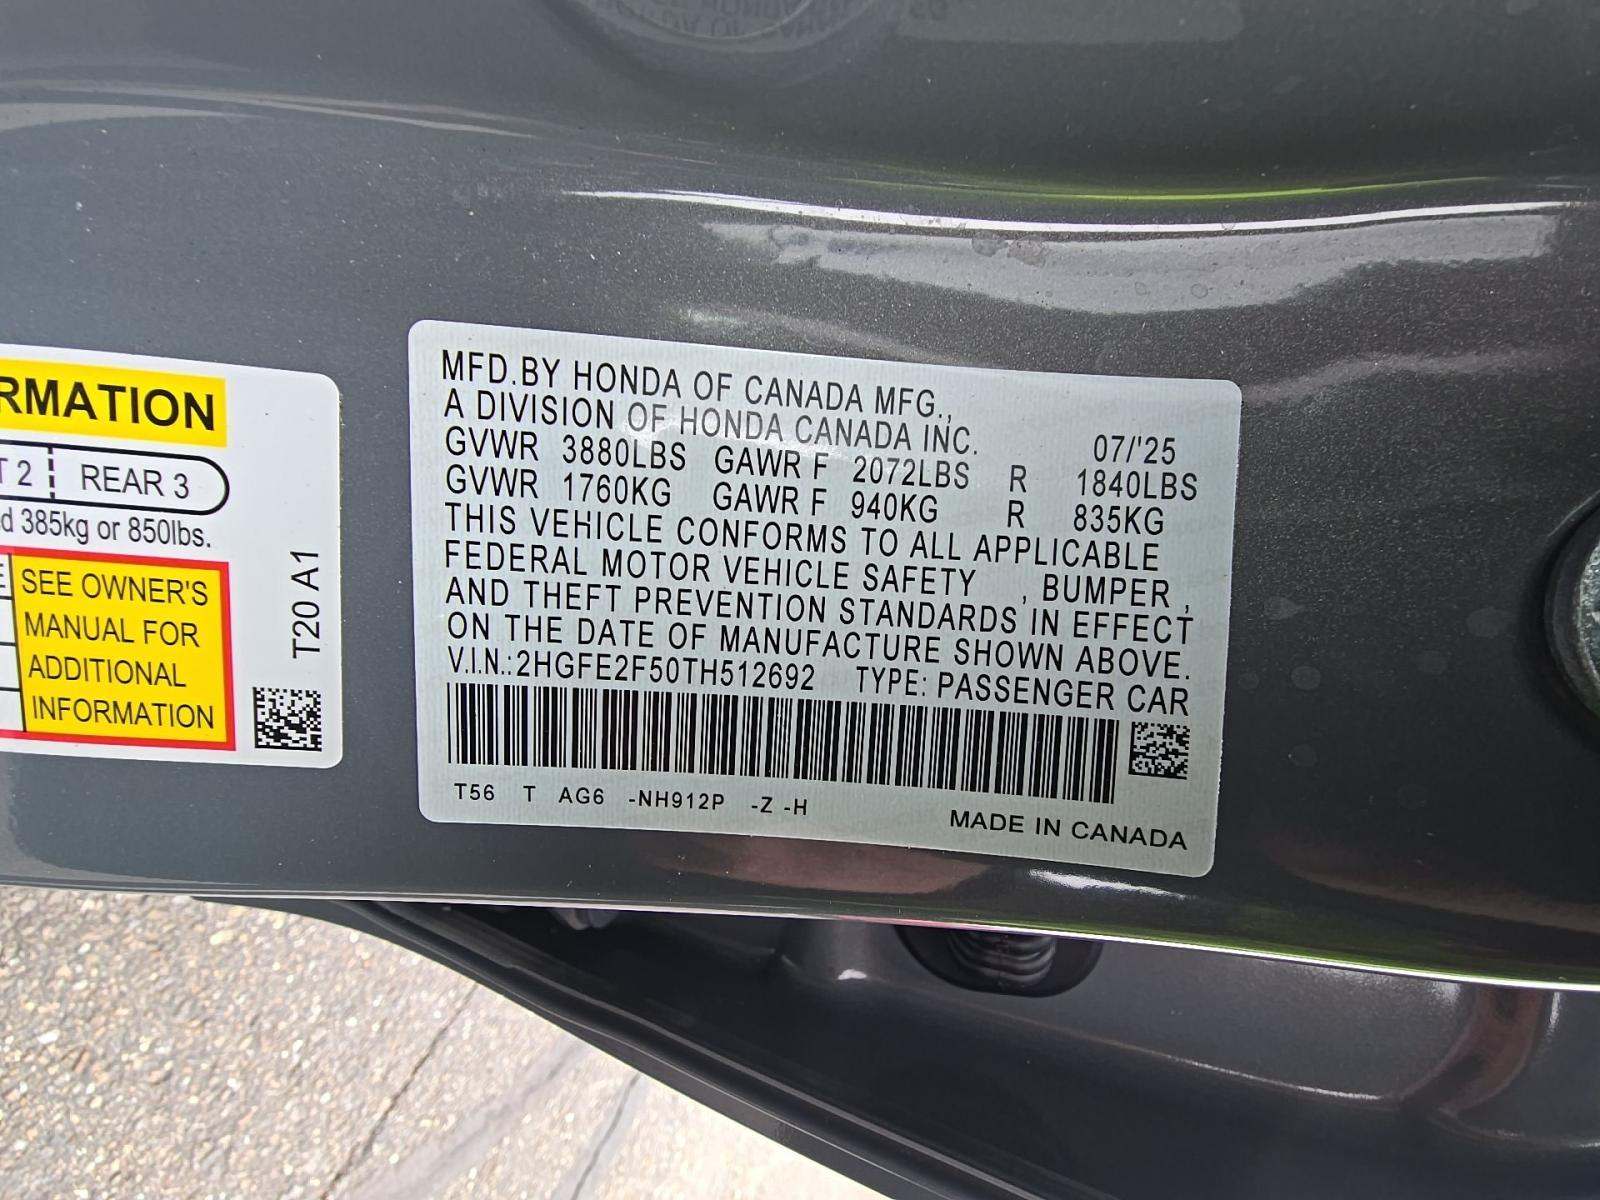 RMATION
T 2 REAR 3
d 385kg or 850lbs.
SEE OWNER'S
MANUAL FOR
ADDITIONAL
INFORMATION
T20 A1
MFD.BY HONDA OF CANADA MFG.,
A DIVISION OF HONDA CANADA INC. 07/'25
GVWR 3880LBS GAWR F 2072LBS R 1840LBS
GVWR 1760KG GAWR F 940KG R 835KG
THIS VEHICLE CONFORMS TO ALL APPLICABLE
FEDERAL MOTOR VEHICLE SAFETY , BUMPER ,
AND THEFT PREVENTION STANDARDS IN EFFECT
ON THE DATE OF MANUFACTURE SHOWN ABOVE.
V.I.N.:2HGFE2F50TH512692 TYPE: PASSENGER CAR
T56 T AG6 -NH912P -Z -H
MADE IN CANADA